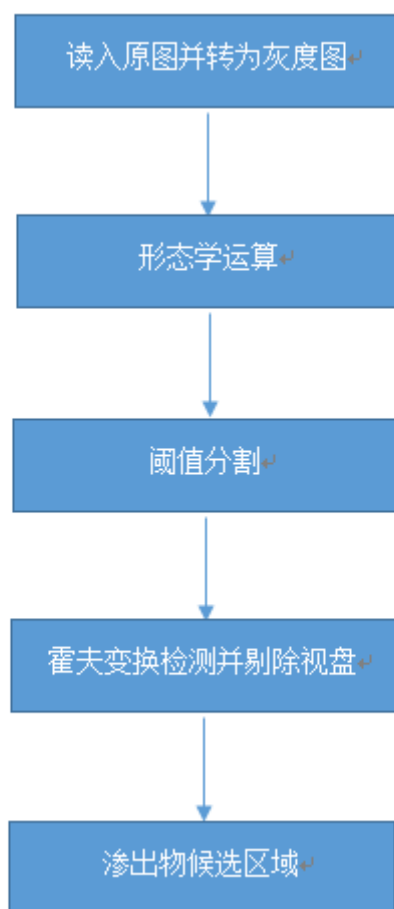 读入原图并转为灰度图
形态学运算
阈值分割
霍夫变换检测并剔除视盘
渗出物候选区域